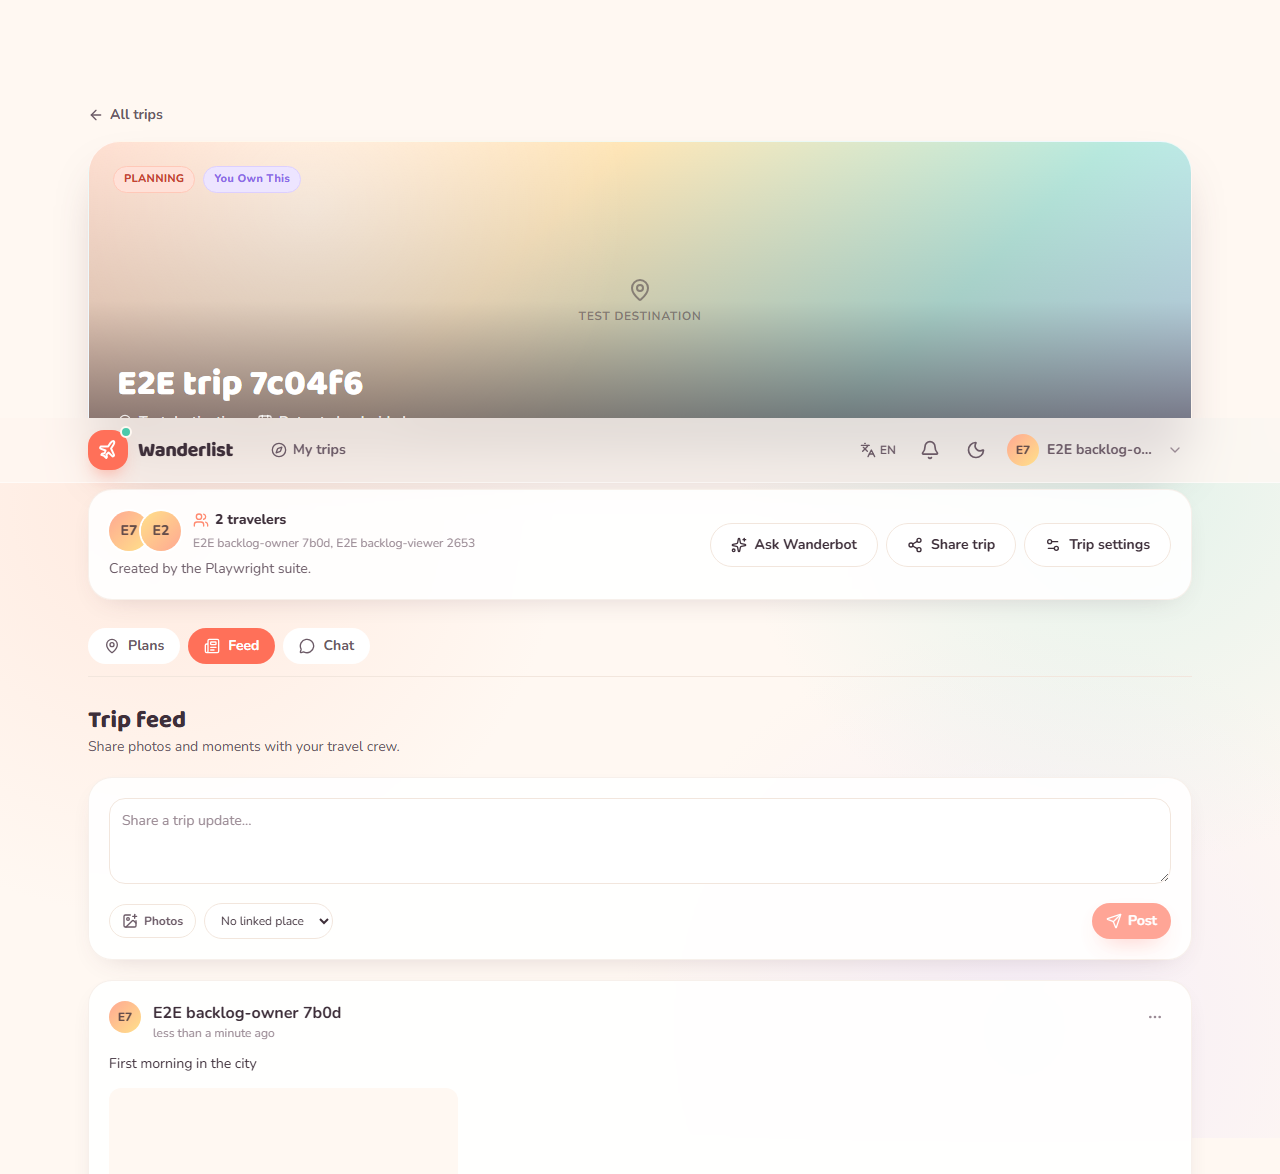 All trips
PLANNING
You Own This
TEST DESTINATION
E2E trip 7c04f6
Wanderlist
My trips
EN
E7
E2E backlog-o...
E7
E2
2 travelers
E2E backlog-owner 7b0d, E2E backlog-viewer 2653
Created by the Playwright suite.
Ask Wanderbot
Share trip
Trip settings
Plans
Feed
Chat
Trip feed
Share photos and moments with your travel crew.
Share a trip update...
Photos
No linked place
Post
E7
E2E backlog-owner 7b0d
less than a minute ago
First morning in the city